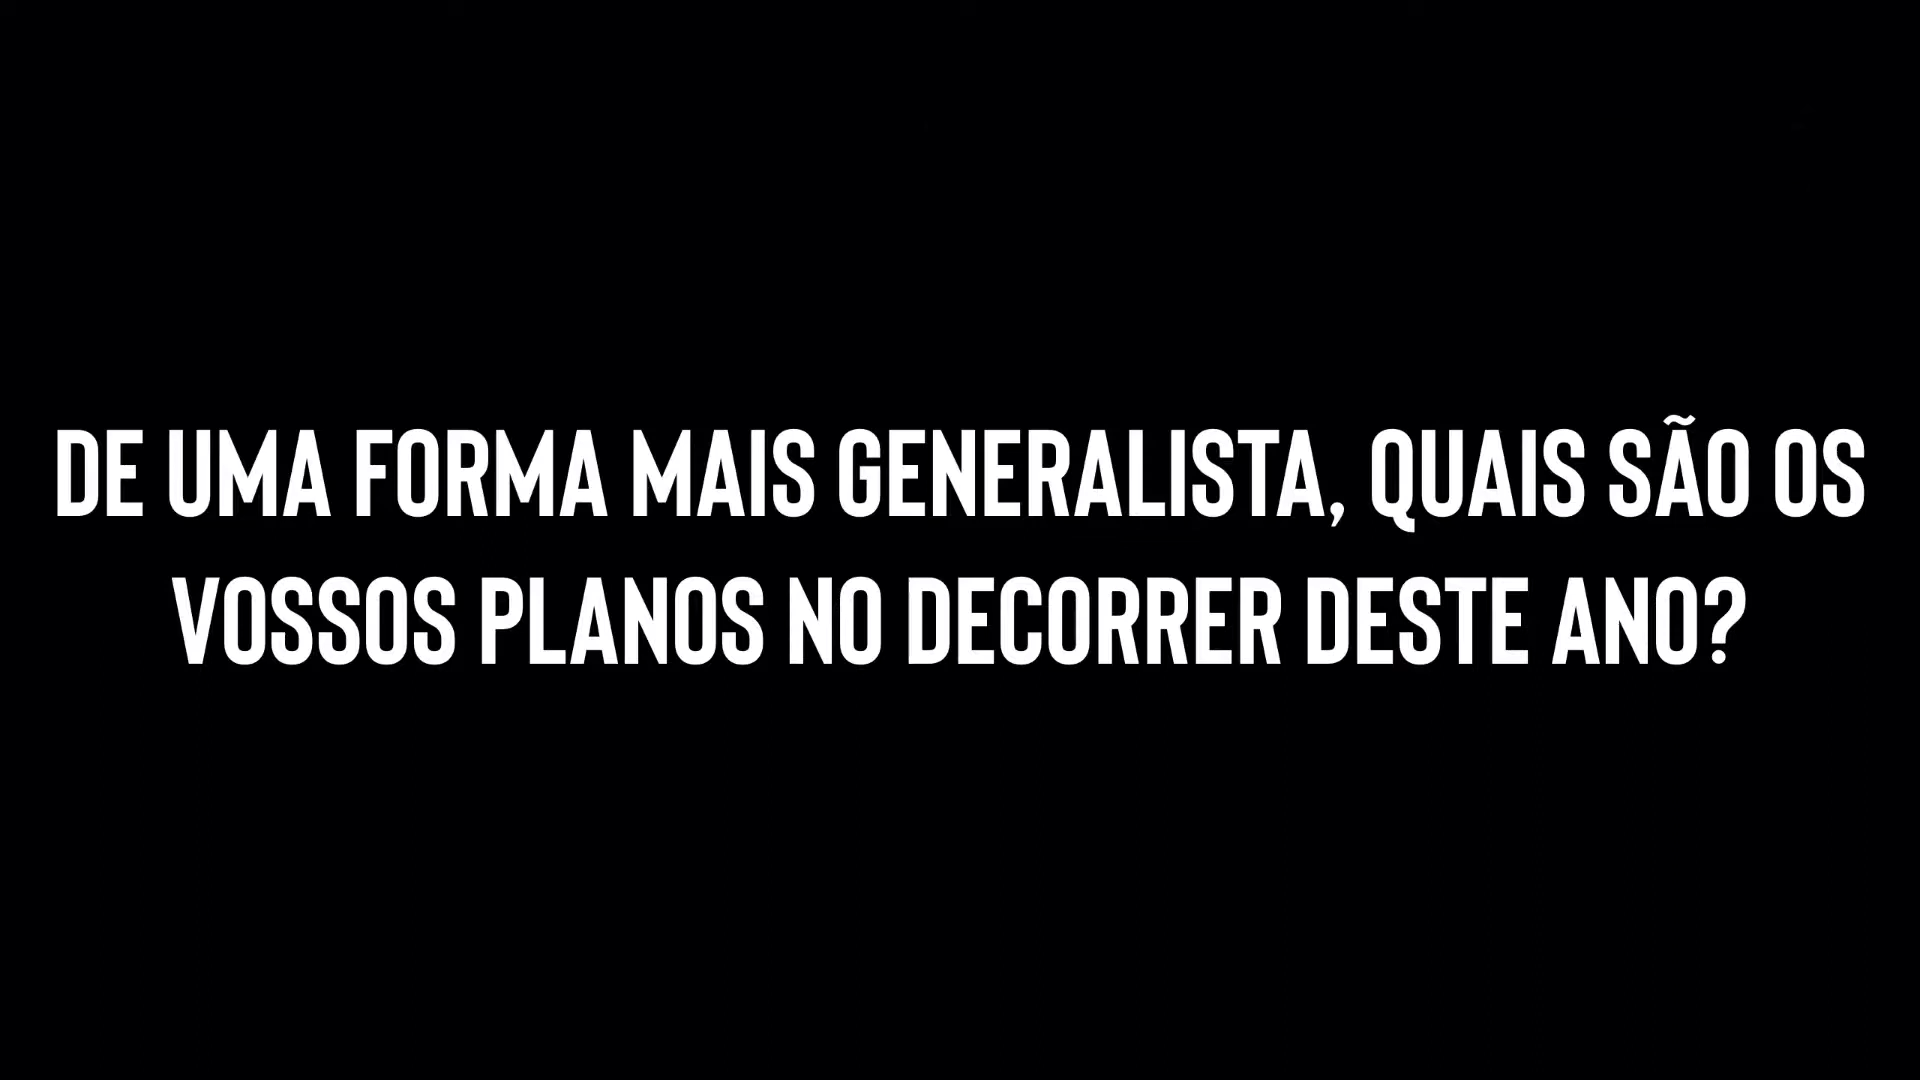 DE UMA FORMA MAIS GENERALISTA, QUAIS SÃO OS
VOSSOS PLANOS NO DECORRER DESTE ANO?